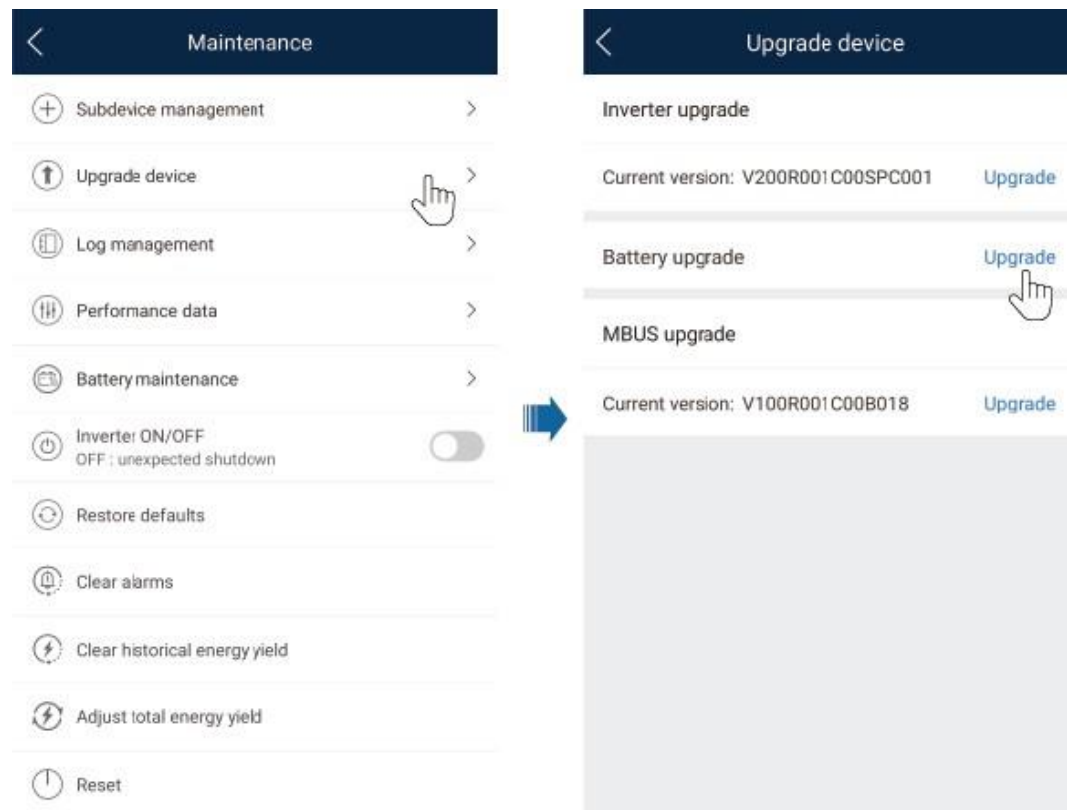 Maintenance
Subdevice management
Upgrade device
Log management
Performance data
Battery maintenance
Inverter ON/OFF
OFF : unexpected shutdown
Restore defaults
Clear alarms
Clear historical energy yield
Adjust total energy yield
Reset
Upgrade device
Inverter upgrade
Current version: V200R001C00SPC001 Upgrade
Battery upgrade Upgrade
MBUS upgrade
Current version: V100R001C00B018 Upgrade